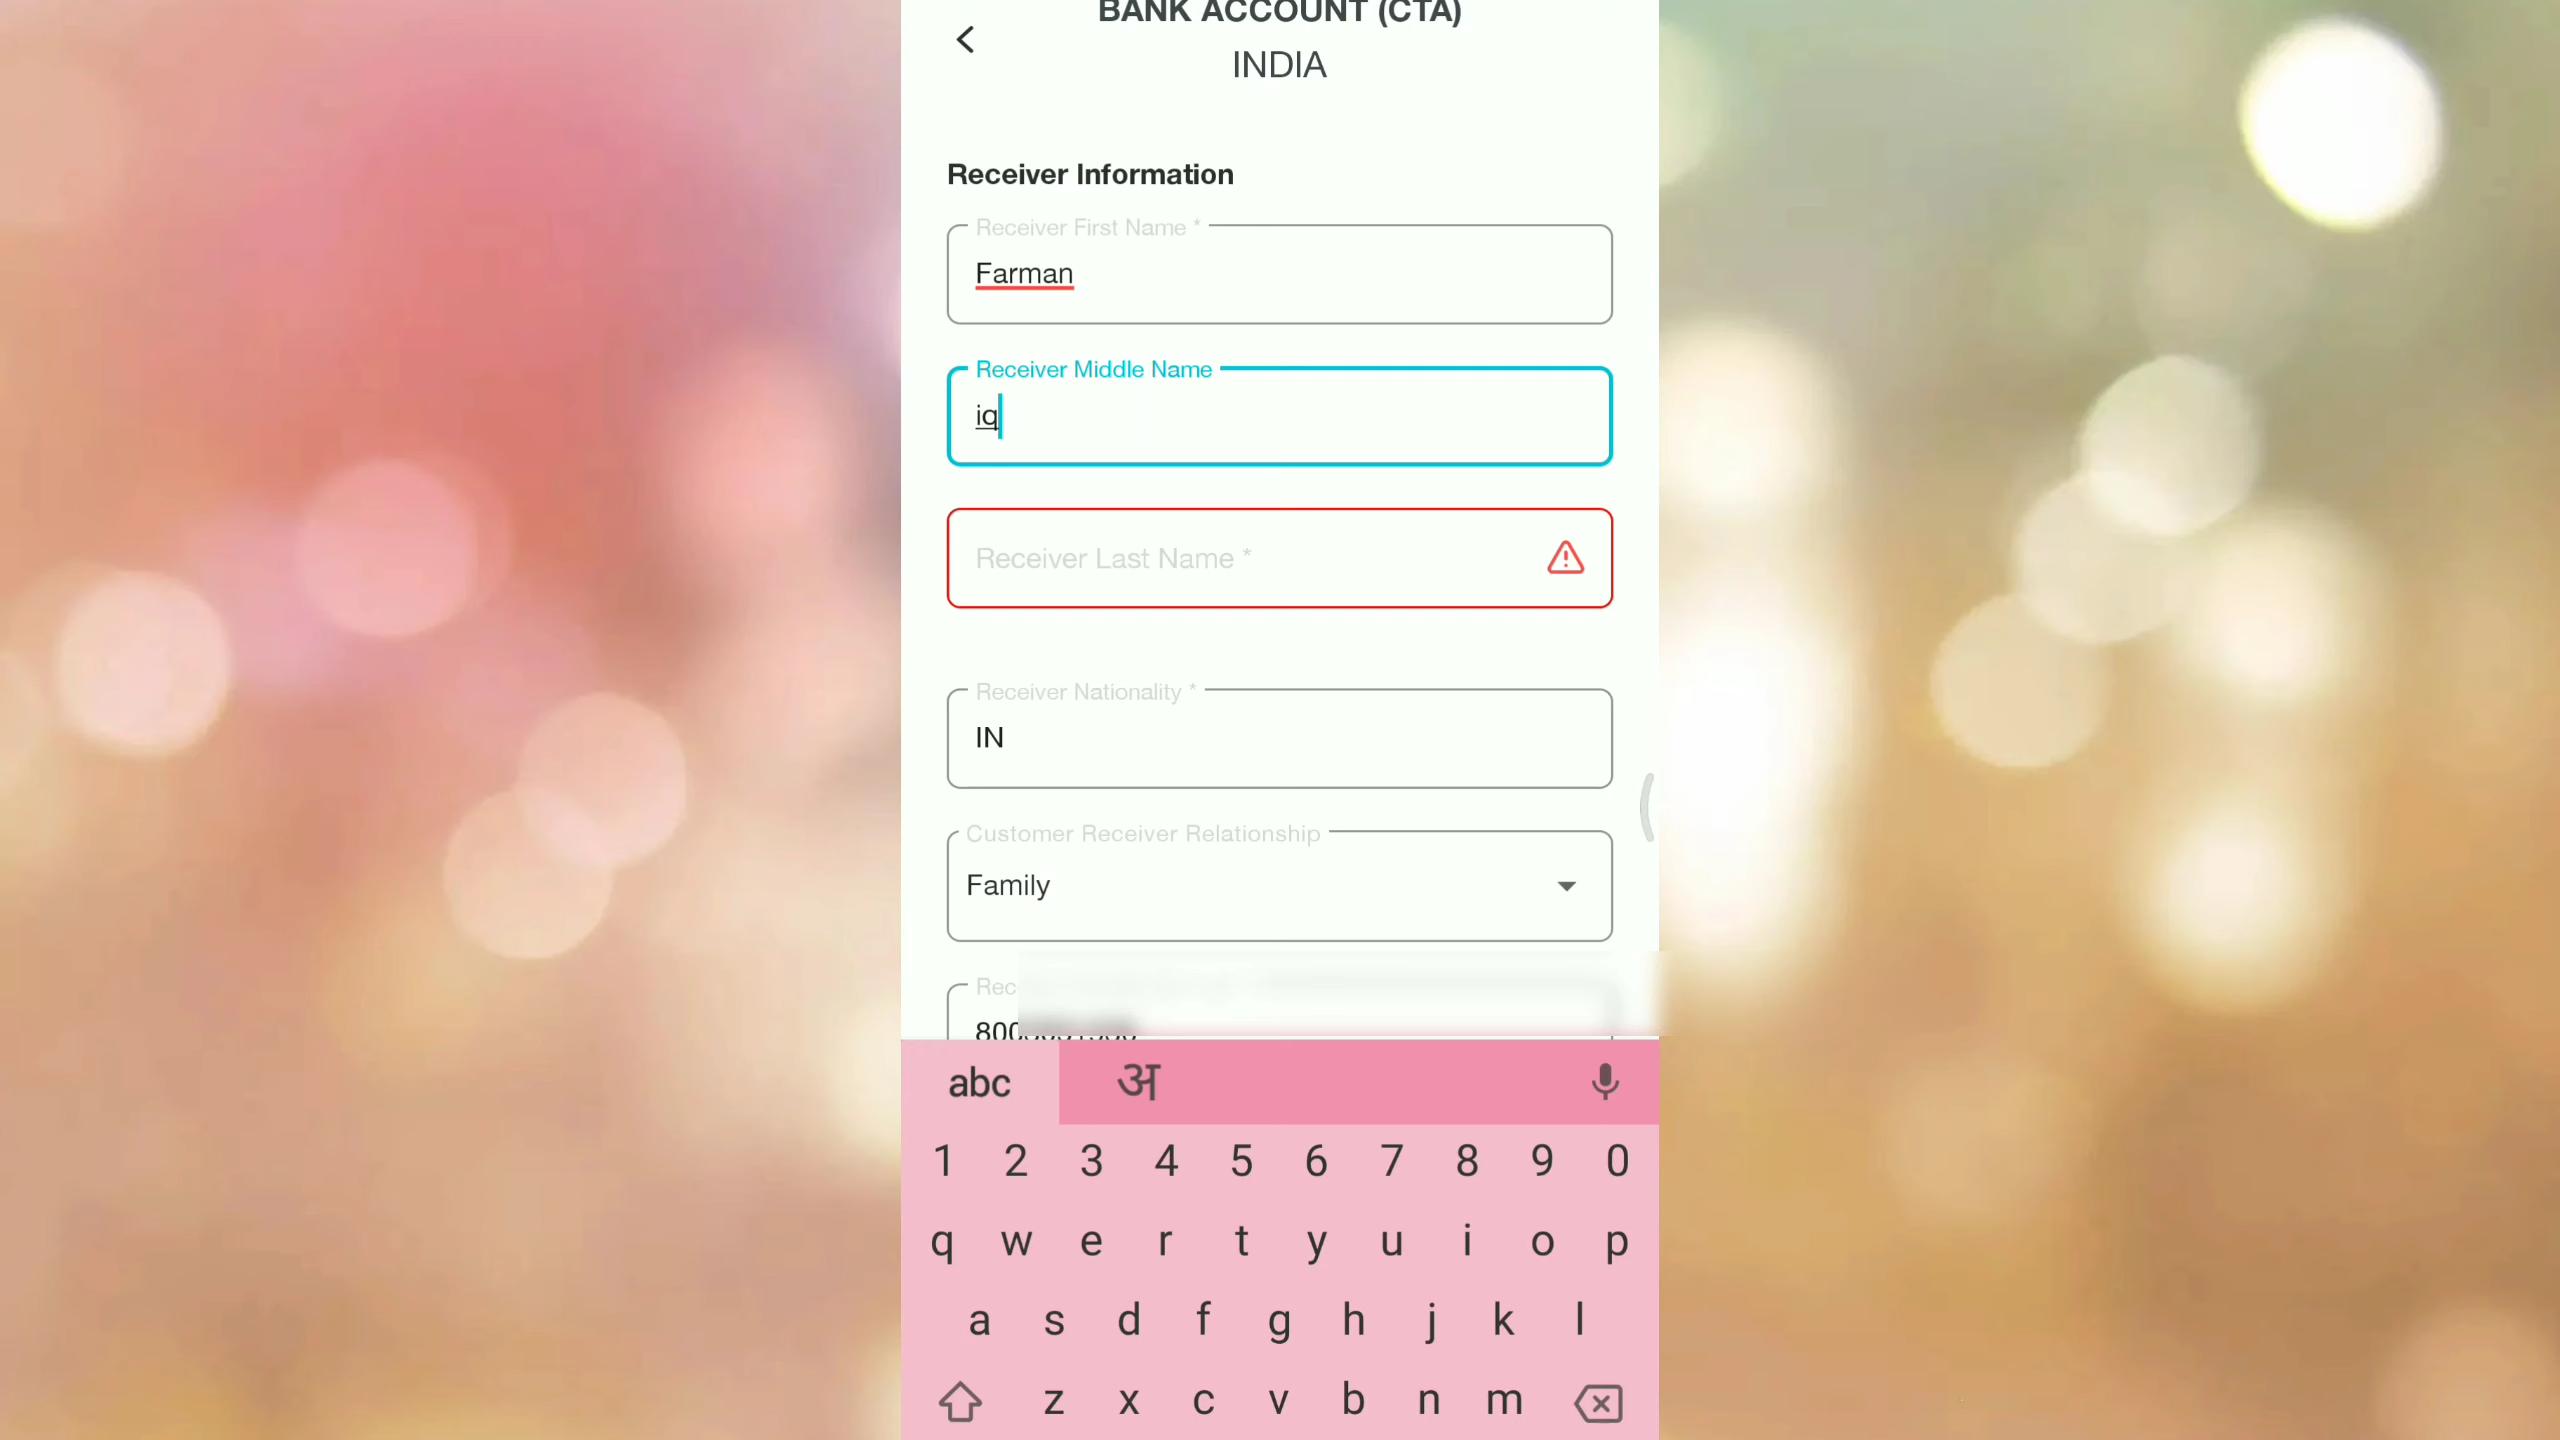 BANK ACCOUNT (CTA)
INDIA
Receiver Information
Receiver First Name *
Farman
Receiver Middle Name
iq
Receiver Last Name *
Receiver Nationality *
IN
Customer Receiver Relationship
Family
abc अ
1 2 3 4 5 6 7 8 9 0
q w e r t y u i o p
a s d f g h j k l
z x c v b n m